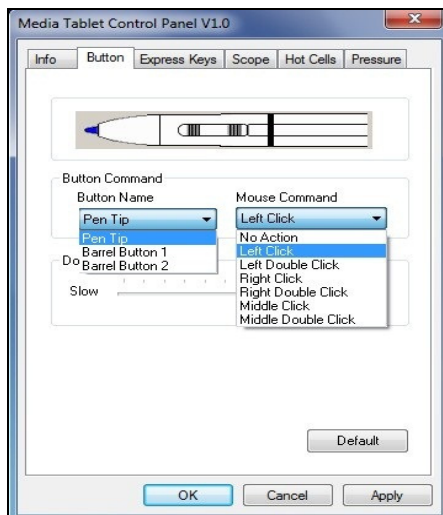 Media Tablet Control Panel V1.0
Info Button Express Keys Scope Hot Cells Pressure
Button Command
Button Name Mouse Command
Pen Tip Left Click
Pen Tip No Action
Barrel Button 1 Left Click
Barrel Button 2 Left Double Click
Right Click
Right Double Click
Middle Click
Middle Double Click
Do
Slow
Default
OK Cancel Apply